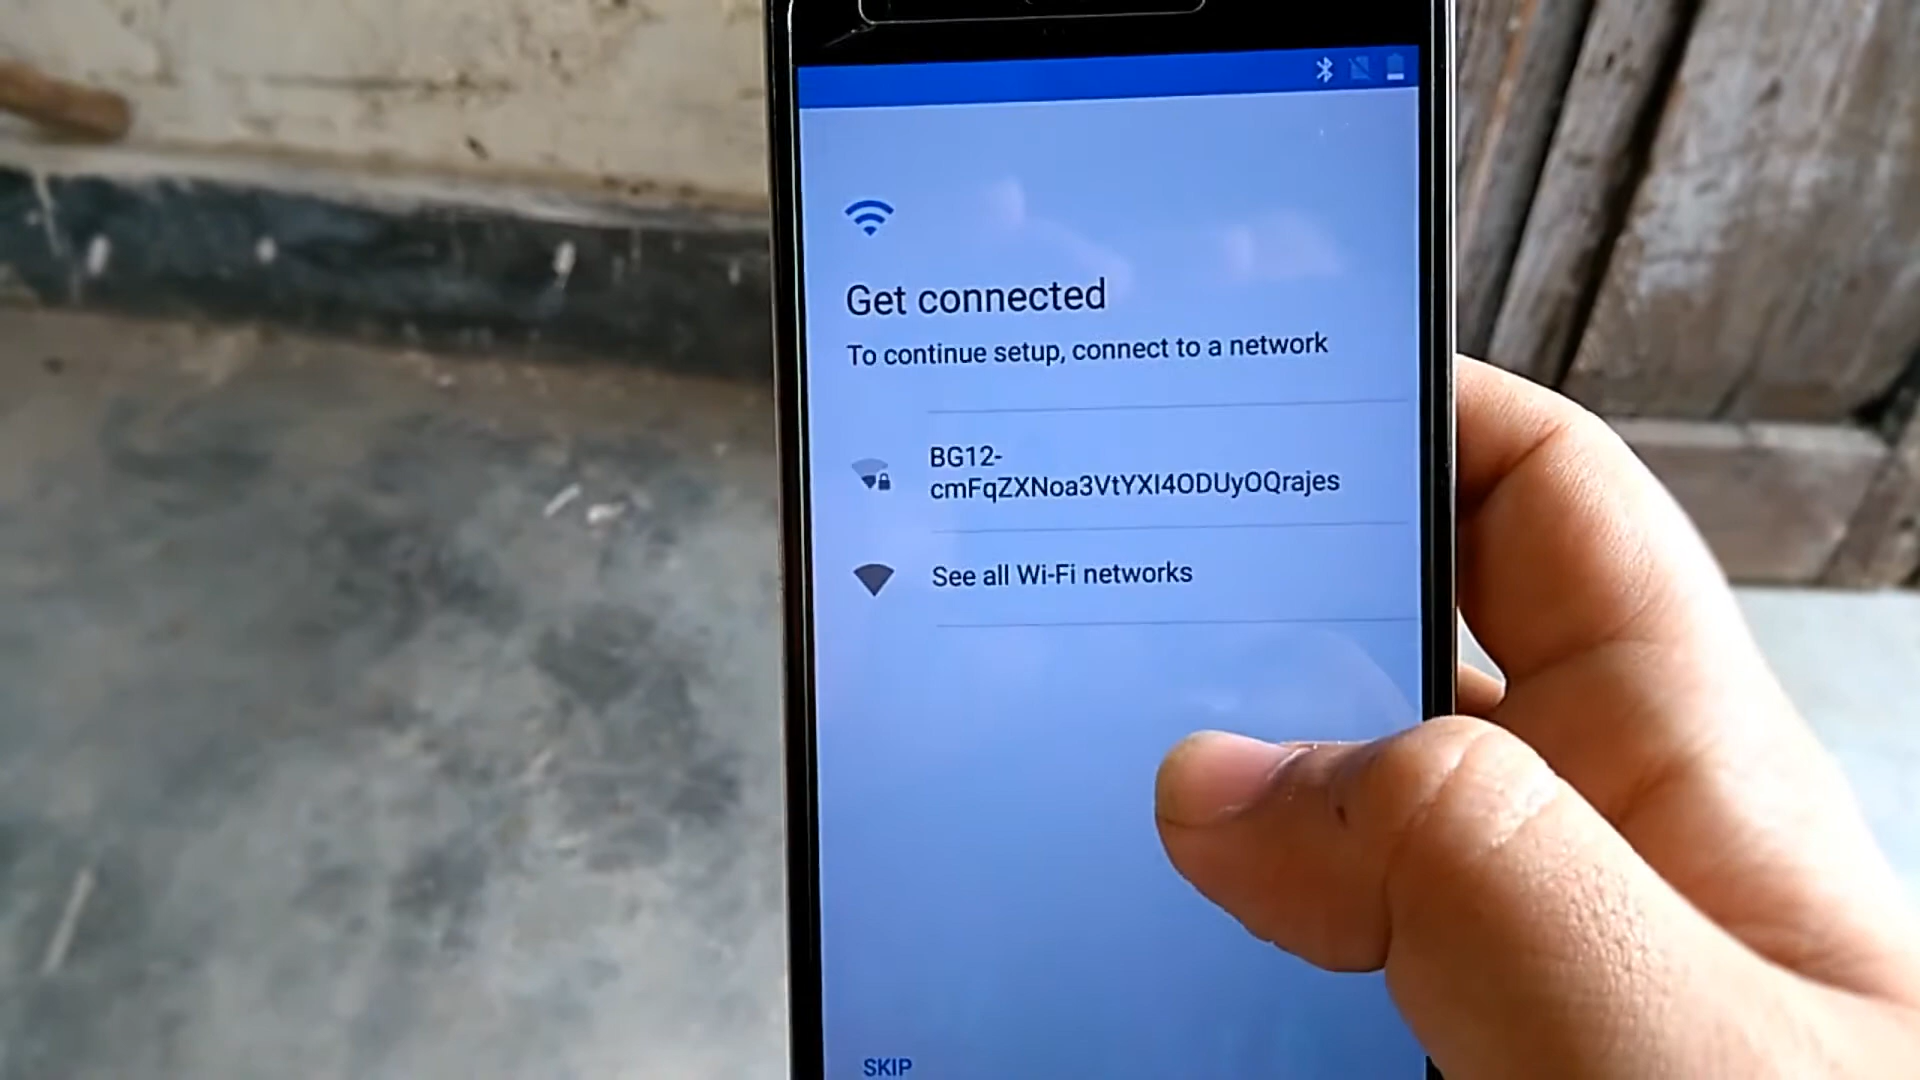 Get connected
To continue setup, connect to a network
BG12-
cmFqZXNoa3VtYXI4ODUyOQrajes
See all Wi-Fi networks
SKIP